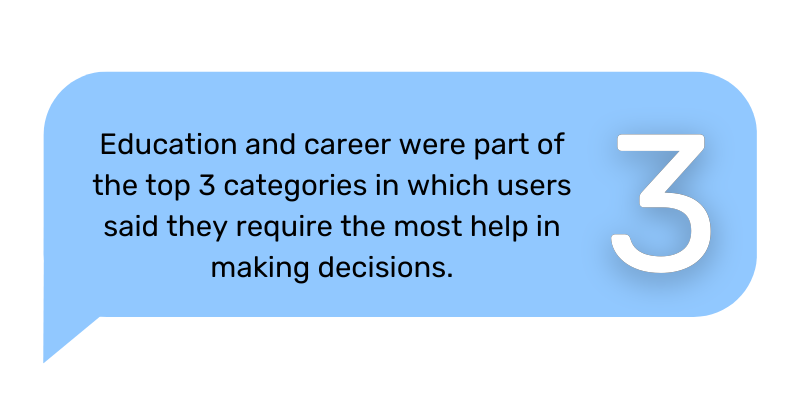 Education and career were part of
the top 3 categories in which users
said they require the most help in
making decisions.
3